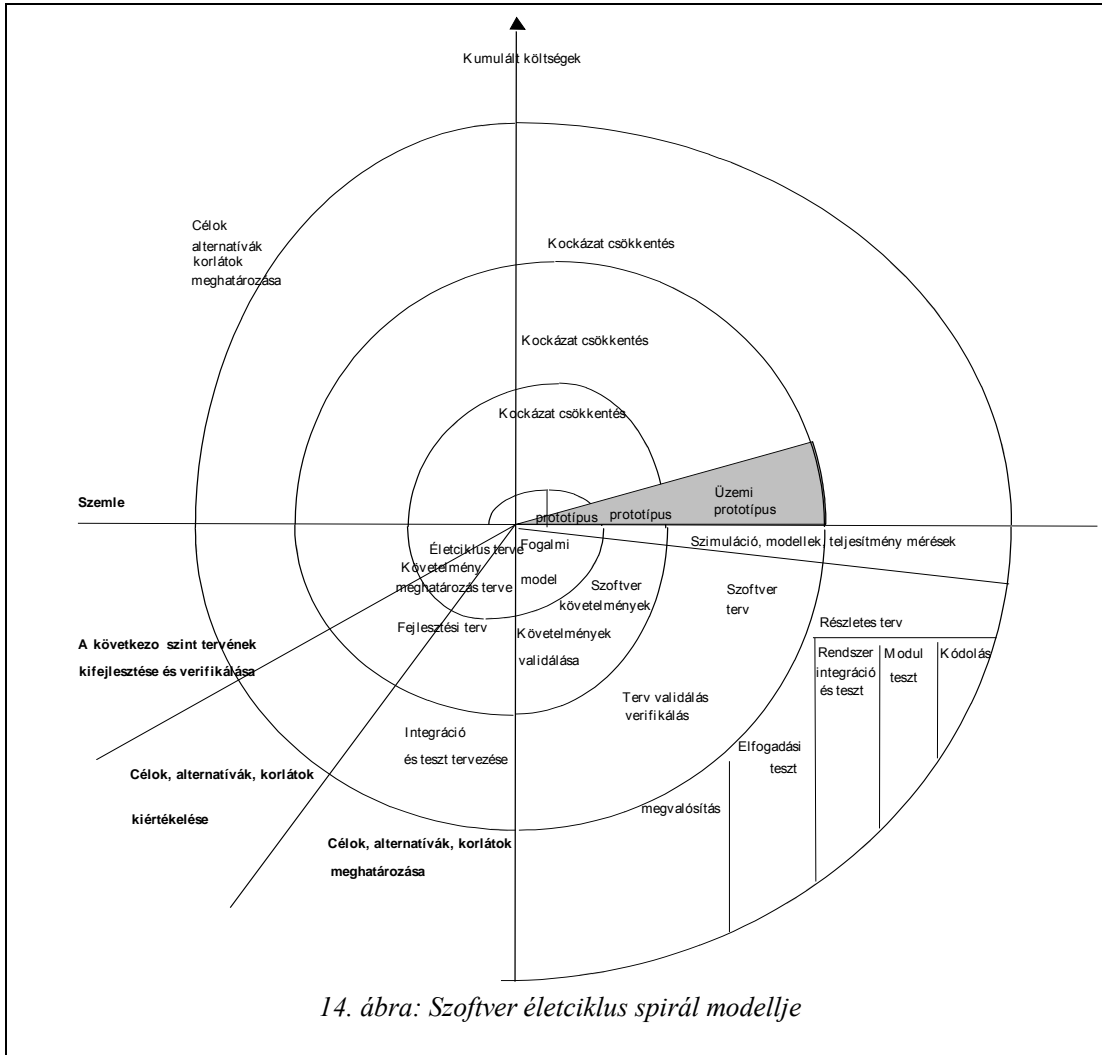 Kumulált költségek
Célok
alternatívák
korlátok
meghatározása
Kockázat csökkentés
Kockázat csökkentés
Kockázat csökkentés
Szemle
prototípus
prototípus
Üzemi
prototípus
Szimuláció, modellek, teljesítmény mérések
Életciklus terve
Követelmény
meghatározás terve
Fogalmi
model
Szoftver
követelmények
Szoftver
terv
Fejlesztési terv
Követelmények
validálása
Részletes terv
Rendszer
integráció
és teszt
Modul
teszt
Kódolás
A következo szint tervének
kifejlesztése és verifikálása
Terv validálás
verifikálás
Integráció
és teszt tervezése
Elfogadási
teszt
megvalósítás
Célok, alternatívák, korlátok
kiértékelése
Célok, alternatívák, korlátok
meghatározása
14. ábra: Szoftver életciklus spirál modellje